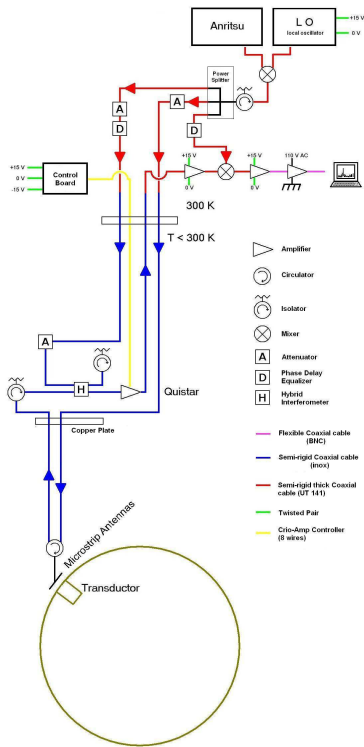 Anritsu
L O
local oscillator
+15 V
0 V
Power
Splitter
A
A
D
D
+15 V
0 V
-15 V
Control
Board
+15 V
0 V
+15 V
0 V
110 V AC
300 K
T < 300 K
Amplifier
Circulator
Isolator
Mixer
A
Attenuator
D
Phase Delay
Equalizer
H
Hybrid
Interferometer
A
H
Quistar
Copper Plate
Flexible Coaxial cable
(BNC)
Semi-rigid Coaxial cable
(inox)
Semi-rigid thick Coaxial
cable (UT 141)
Twisted Pair
Crio-Amp Controller
(8 wires)
Microstrip Antennas
Transductor